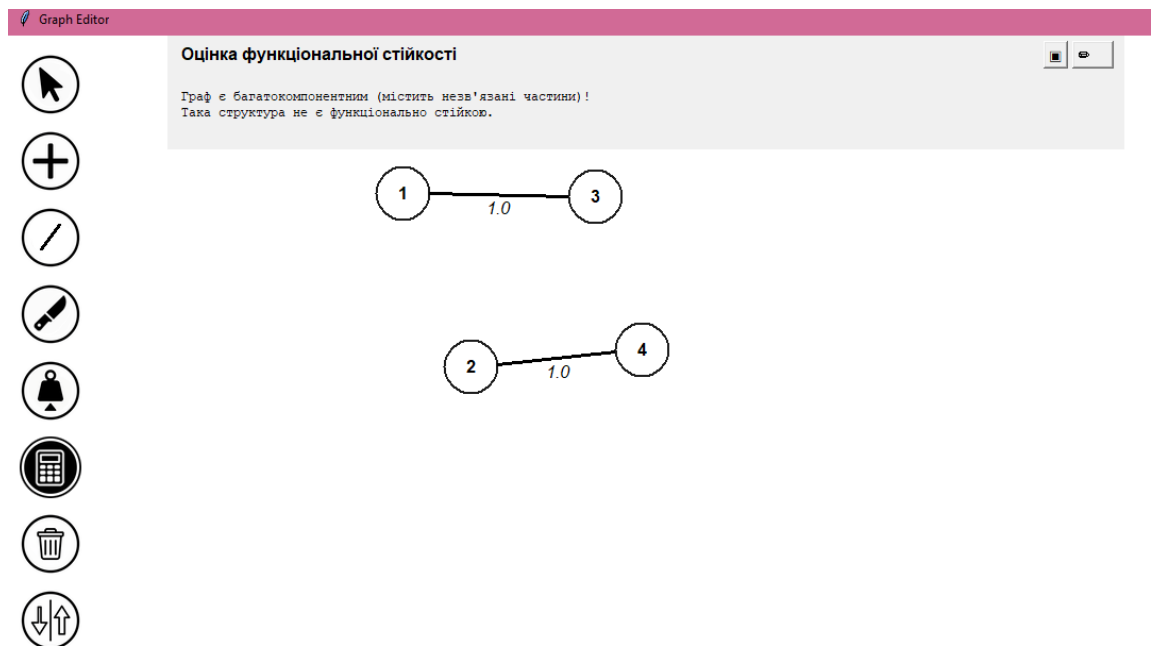 Graph Editor
Оцінка функціональної стійкості
Граф є багатокомпонентним (містить незв'язані частини)!
Така структура не є функціонально стійкою.
1
3
1.0
2
4
1.0